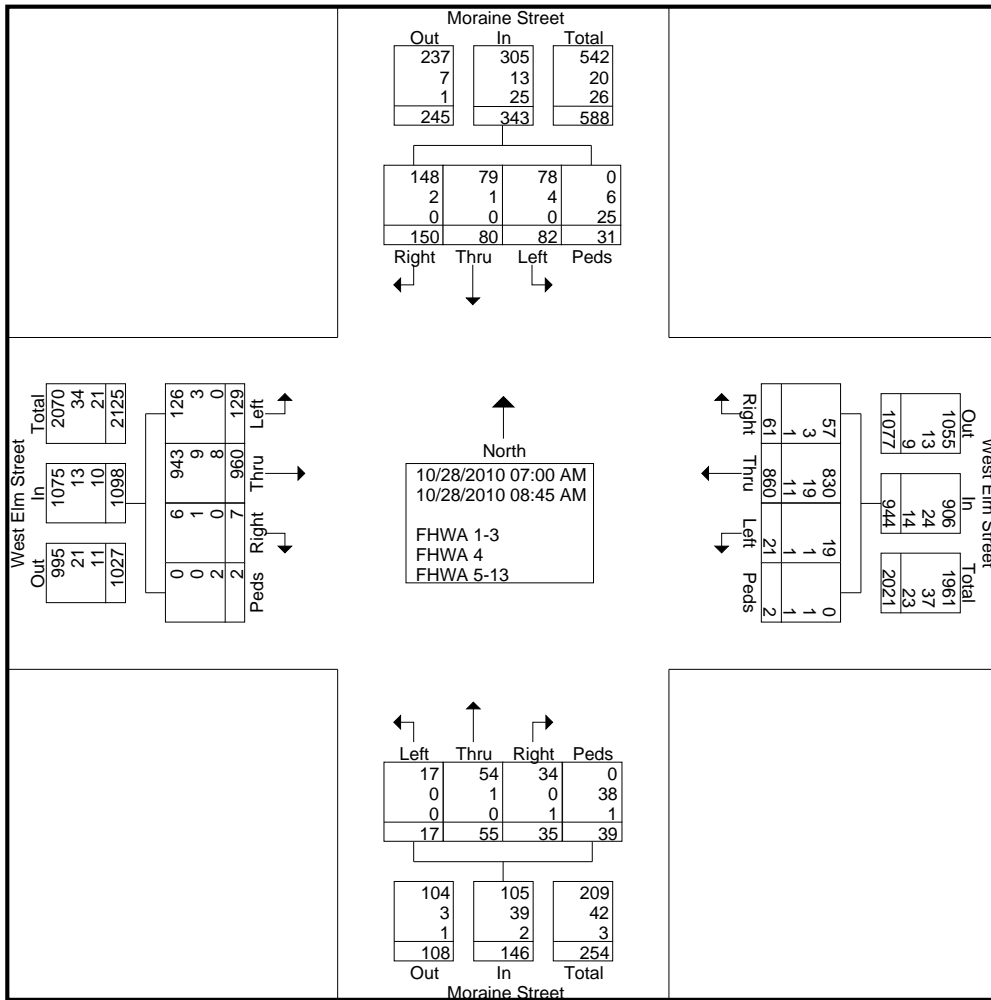 Moraine Street
Out In Total
237 305 542
7 13 20
1 25 26
245 343 588
148 79 78 0
2 1 4 6
0 0 0 25
150 80 82 31
Right Thru Left Peds
West Elm Street
Total In Out
2070 1075 995
34 13 21
21 10 11
2125 1098 1027
126 943 6 0
3 9 1 0
0 8 0 2
129 960 7 2
Left Thru Right Peds
North
10/28/2010 07:00 AM
10/28/2010 08:45 AM
FHWA 1-3
FHWA 4
FHWA 5-13
Right Thru Left Peds
57 830 19 0
3 19 1 1
1 11 1 1
61 860 21 2
West Elm Street
Out In Total
1055 906 1961
13 24 37
9 14 23
1077 944 2021
Left Thru Right Peds
17 54 34 0
0 1 0 38
0 0 1 1
17 55 35 39
104 105 209
3 39 42
1 2 3
108 146 254
Out In Total
Moraine Street